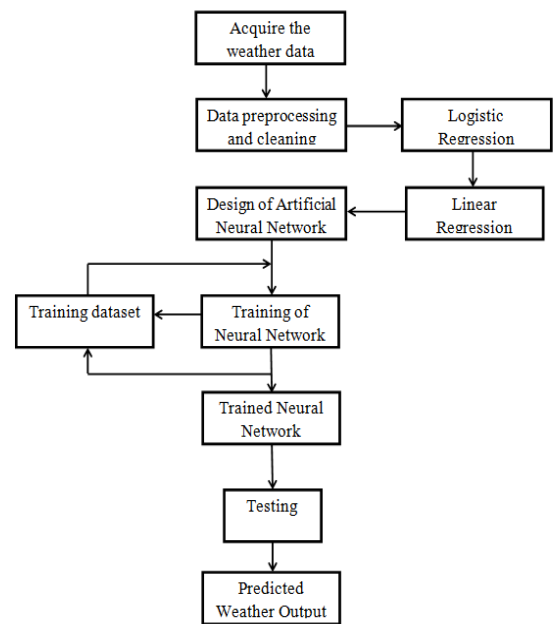 Acquire the
weather data
Data preprocessing
and cleaning
Logistic
Regression
Design of Artificial
Neural Network
Linear
Regression
Training dataset
Training of
Neural Network
Trained Neural
Network
Testing
Predicted
Weather Output